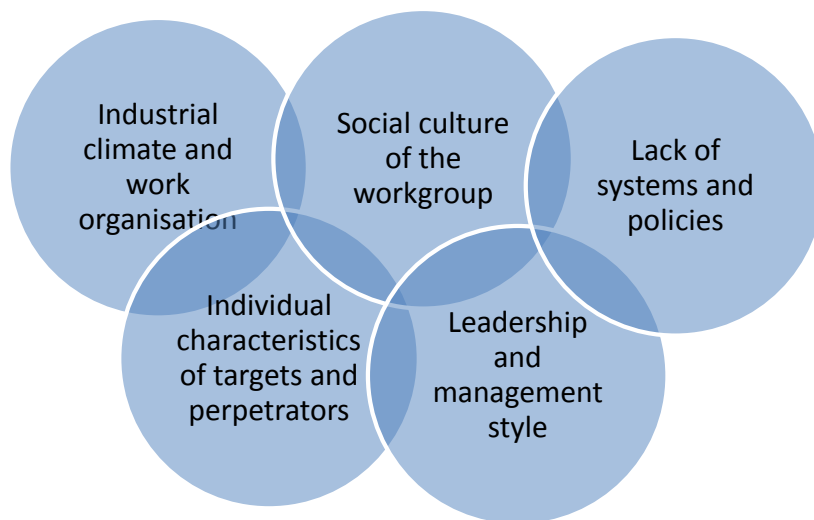 Industrial
climate and
work
organisation
Social culture
of the
workgroup
Lack of
systems and
policies
Individual
characteristics
of targets and
perpetrators
Leadership
and
management
style